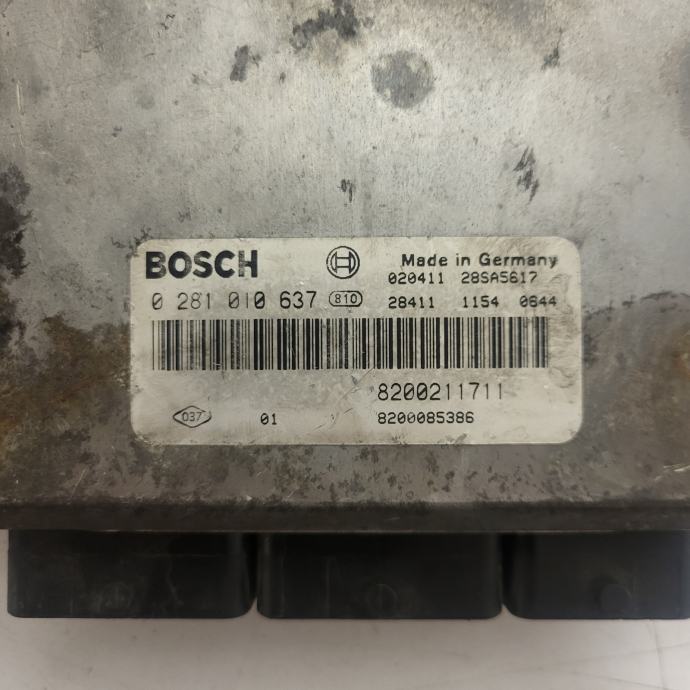 BOSCH
Made in Germany
020411 28SA5617
0 281 010 637 810
28411 1154 0644
8200211711
037 01 8200085386